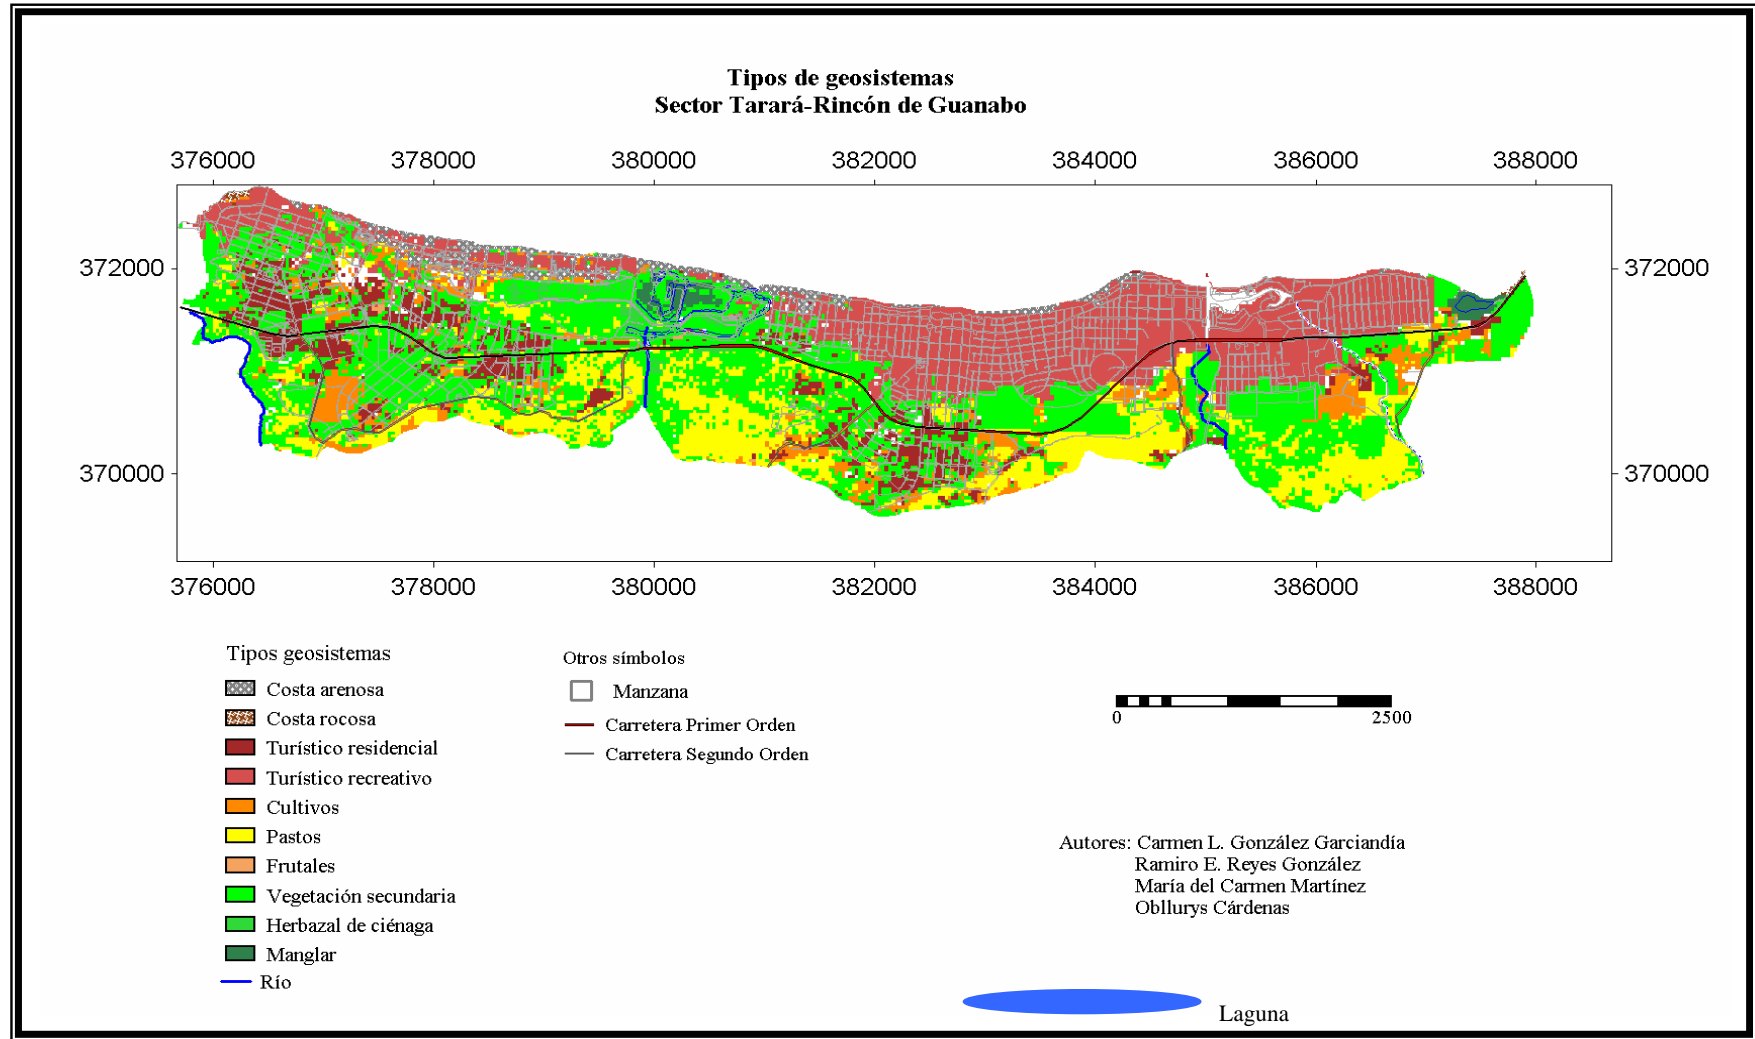 Tipos de geosistemas
Sector Tarará-Rincón de Guanabo
376000 378000 380000 382000 384000 386000 388000
372000 372000
370000 370000
376000 378000 380000 382000 384000 386000 388000
Tipos geosistemas
Costa arenosa
Costa rocosa
Turístico residencial
Turístico recreativo
Cultivos
Pastos
Frutales
Vegetación secundaria
Herbazal de ciénaga
Manglar
Río
Otros símbolos
Manzana
Carretera Primer Orden
Carretera Segundo Orden
0 2500
Autores: Carmen L. González Garciandía
Ramiro E. Reyes González
María del Carmen Martínez
Obllurys Cárdenas
Laguna